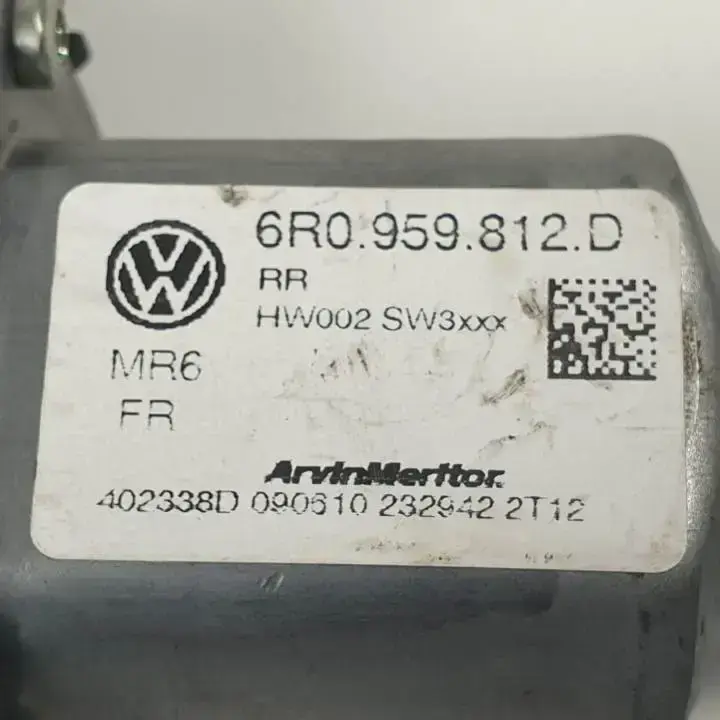 6R0.959.812.D
RR
HW002 SW3xxx
MR6
FR
ArvinMeritor
402338D 090610 232942 2T12